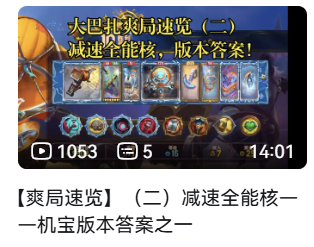 大巴扎爽局速览（二）
减速全能核，版本答案！
1053 5 14:01
【爽局速览】（二）减速全能核一
一机宝版本答案之一